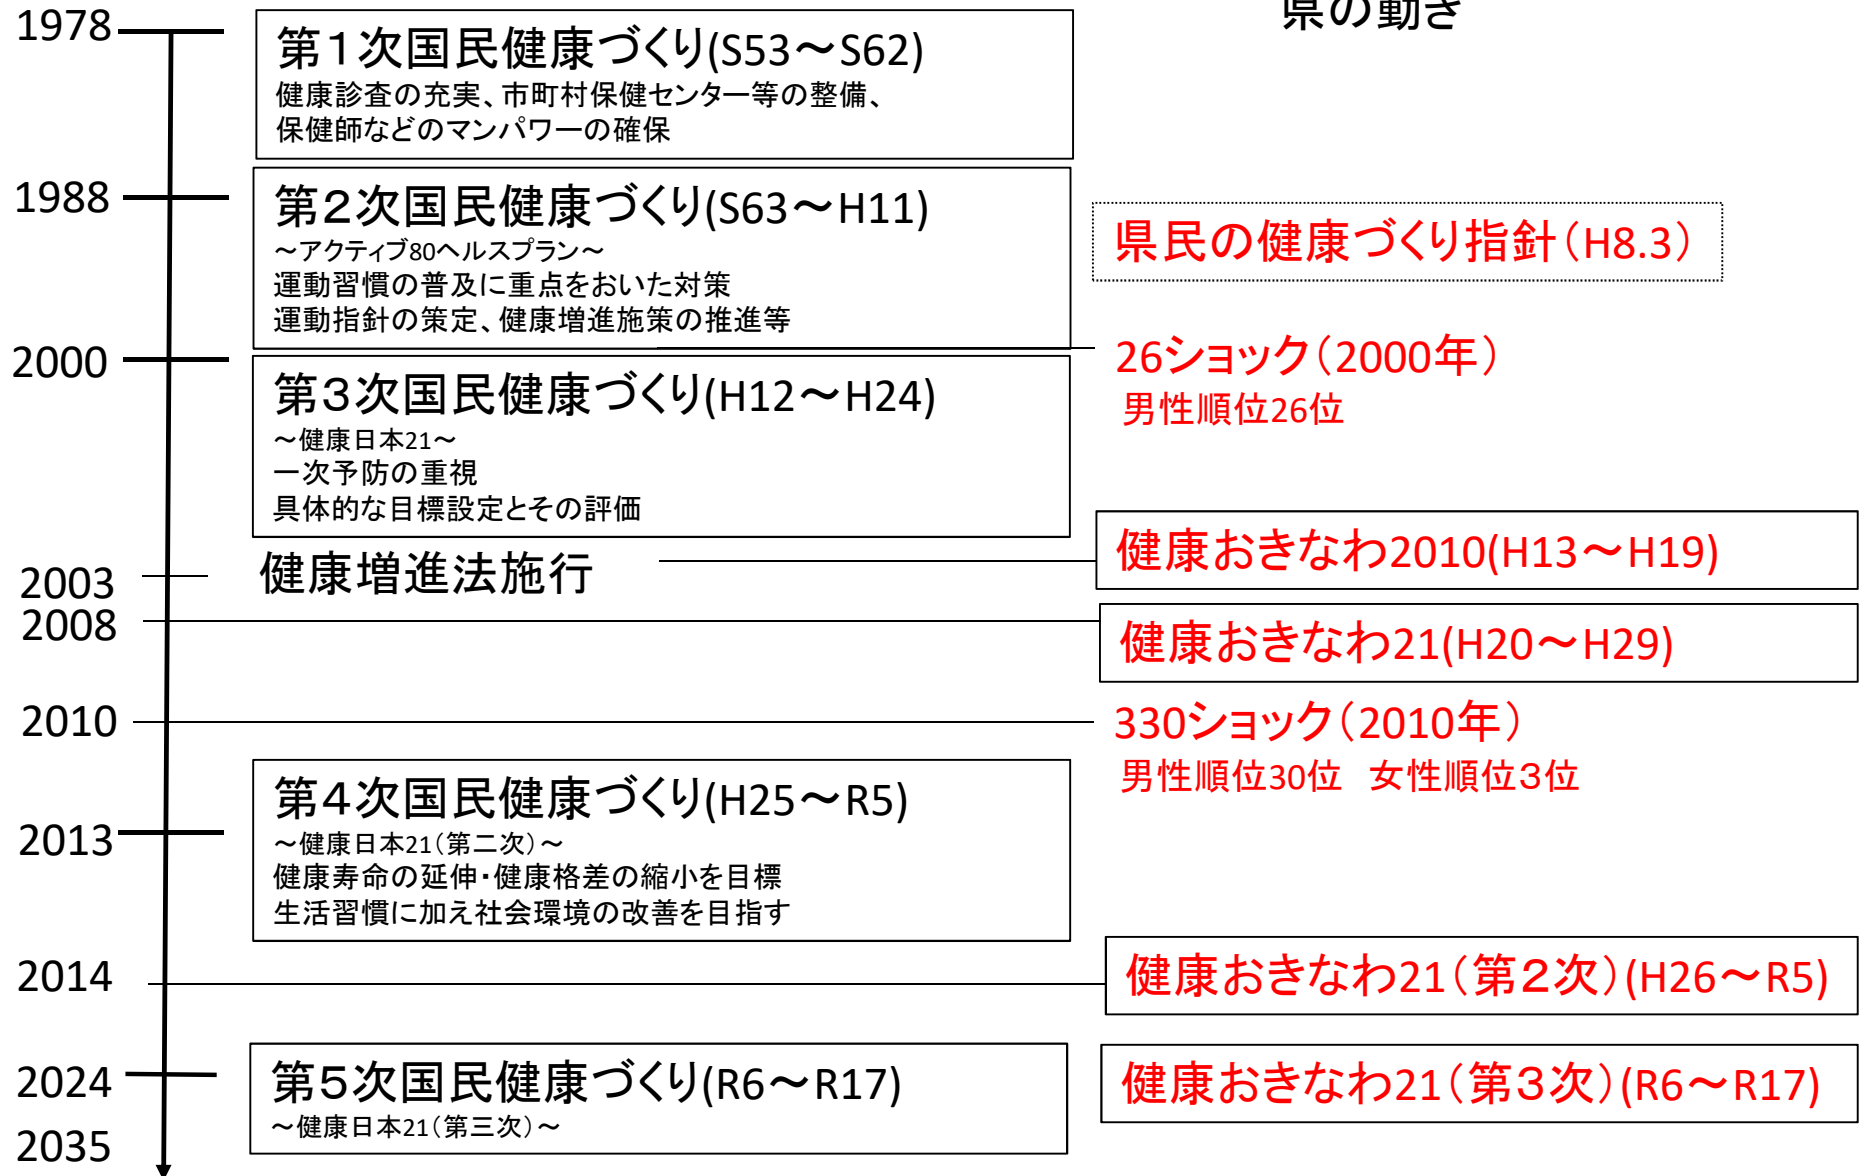 県の動き
1978
第１次国民健康づくり(S53～S62)
健康診査の充実、市町村保健センター等の整備、
保健師などのマンパワーの確保
1988
第２次国民健康づくり(S63～H11)
～アクティブ80ヘルスプラン～
運動習慣の普及に重点をおいた対策
運動指針の策定、健康増進施策の推進等
県民の健康づくり指針（H8.3）
2000
26ショック（2000年）
男性順位26位
第３次国民健康づくり(H12～H24)
～健康日本21～
一次予防の重視
具体的な目標設定とその評価
2003
健康増進法施行
健康おきなわ2010(H13～H19)
2008
健康おきなわ21(H20～H29)
2010
330ショック（2010年）
男性順位30位　女性順位３位
2013
第４次国民健康づくり(H25～R5)
～健康日本21（第二次）～
健康寿命の延伸・健康格差の縮小を目標
生活習慣に加え社会環境の改善を目指す
2014
健康おきなわ21（第２次）(H26～R5)
2024
第５次国民健康づくり(R6～R17)
～健康日本21（第三次）～
健康おきなわ21（第３次）(R6～R17)
2035